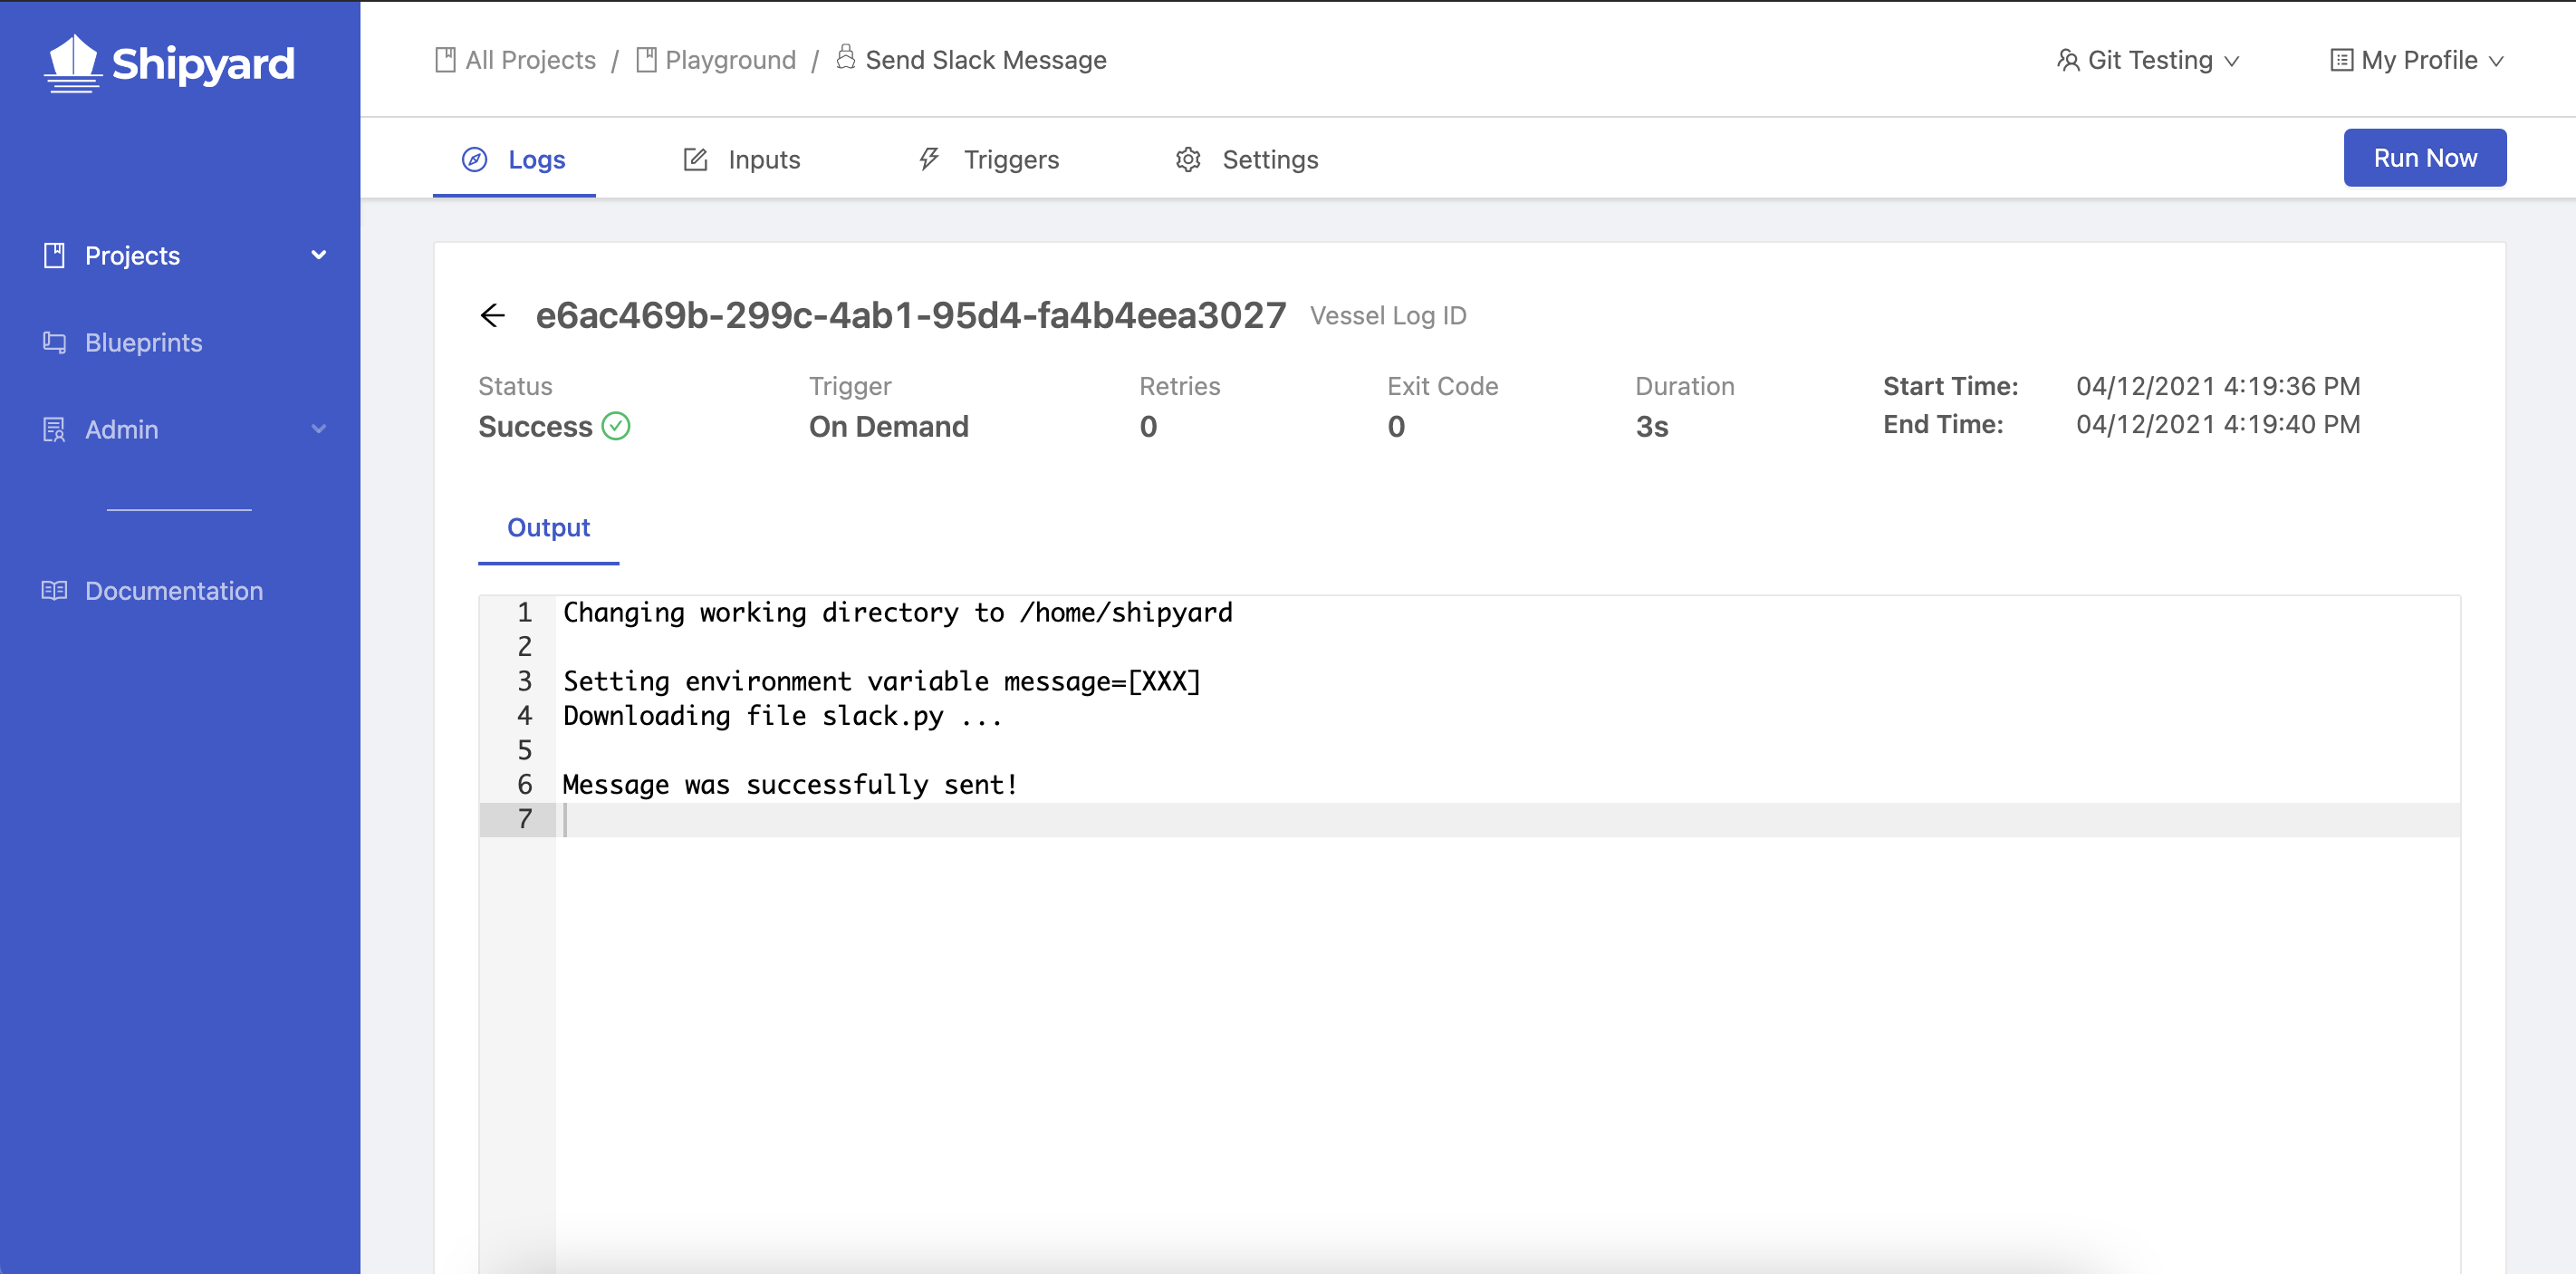 Shipyard
All Projects / Playground / Send Slack Message
Git Testing
My Profile
Logs
Inputs
Triggers
Settings
Run Now
Projects
Blueprints
Admin
Documentation
e6ac469b-299c-4ab1-95d4-fa4b4eea3027 Vessel Log ID
Status
Success
Trigger
On Demand
Retries
0
Exit Code
0
Duration
3s
Start Time: 04/12/2021 4:19:36 PM
End Time: 04/12/2021 4:19:40 PM
Output
1 Changing working directory to /home/shipyard
2
3 Setting environment variable message=[XXX]
4 Downloading file slack.py ...
5
6 Message was successfully sent!
7